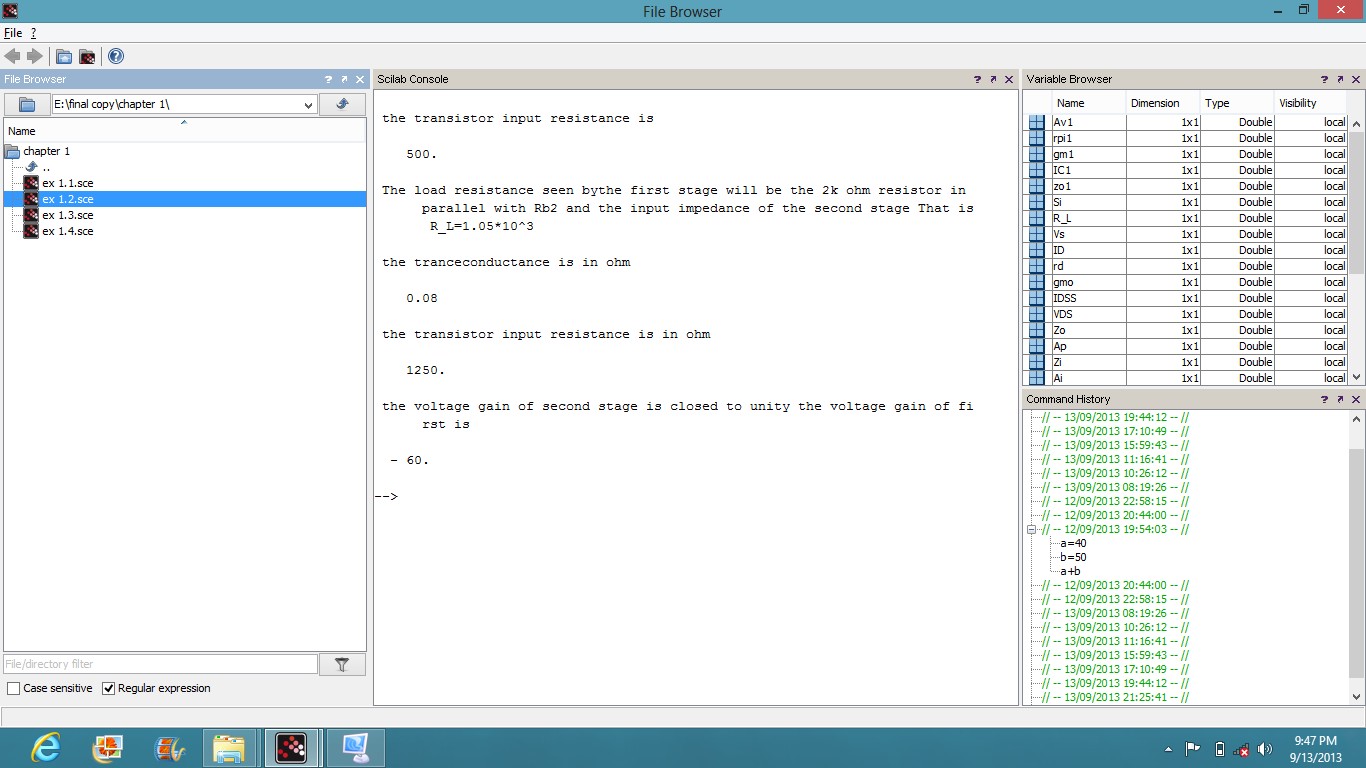 File Browser
File ?
File Browser ?
E:\final copy\chapter 1\
Name
chapter 1
..
ex 1.1.sce
ex 1.2.sce
ex 1.3.sce
ex 1.4.sce
File/directory filter
Case sensitive Regular expression
Scilab Console ?
the transistor input resistance is
500.
The load resistance seen bythe first stage will be the 2k ohm resistor in
parallel with Rb2 and the input impedance of the second stage That is
R_L=1.05*10^3
the tranceconductance is in ohm
0.08
the transistor input resistance is in ohm
1250.
the voltage gain of second stage is closed to unity the voltage gain of fi
rst is
- 60.
-->
Variable Browser ?
Name Dimension Type Visibility
Av1 1x1 Double local
rpi1 1x1 Double local
gm1 1x1 Double local
IC1 1x1 Double local
zo1 1x1 Double local
Si 1x1 Double local
R_L 1x1 Double local
Vs 1x1 Double local
ID 1x1 Double local
rd 1x1 Double local
gmo 1x1 Double local
IDSS 1x1 Double local
VDS 1x1 Double local
Zo 1x1 Double local
Ap 1x1 Double local
Zi 1x1 Double local
Ai 1x1 Double local
Command History ?
// -- 13/09/2013 19:44:12 -- //
// -- 13/09/2013 17:10:49 -- //
// -- 13/09/2013 15:59:43 -- //
// -- 13/09/2013 11:16:41 -- //
// -- 13/09/2013 10:26:12 -- //
// -- 13/09/2013 08:19:26 -- //
// -- 12/09/2013 22:58:15 -- //
// -- 12/09/2013 20:44:00 -- //
// -- 12/09/2013 19:54:03 -- //
a=40
b=50
a+b
// -- 12/09/2013 20:44:00 -- //
// -- 12/09/2013 22:58:15 -- //
// -- 13/09/2013 08:19:26 -- //
// -- 13/09/2013 10:26:12 -- //
// -- 13/09/2013 11:16:41 -- //
// -- 13/09/2013 15:59:43 -- //
// -- 13/09/2013 17:10:49 -- //
// -- 13/09/2013 19:44:12 -- //
// -- 13/09/2013 21:25:41 -- //
9:47 PM
9/13/2013